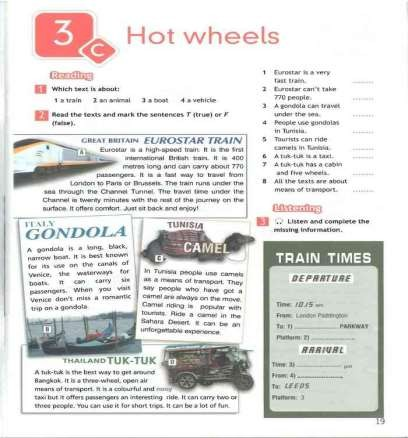 3 C Hot wheels
Reading
1 Which text is about:
1 a train 2 an animal 3 a boat 4 a vehicle
2 Read the texts and mark the sentences T (true) or F
(false).
GREAT BRITAIN EUROSTAR TRAIN
A
Eurostar is a high-speed train. It is the first
international British train. It is 400
metres long and can carry about 770
passengers. It is a fast way to travel from
London to Paris or Brussels. The train runs under the
sea through the Channel Tunnel. The travel time under the
Channel is twenty minutes with the rest of the journey on the
surface. It offers comfort. Just sit back and enjoy!
ITALY
GONDOLA
A gondola is a long, black,
narrow boat. It is best known
for its use on the canals of
Venice, the waterways for
boats. It can carry six
passengers. When you visit
Venice don't miss a romantic
trip on a gondola.
B
TUNISIA
CAMEL
C
In Tunisia people use camels
as a means of transport. They
say people who have got a
camel are always on the move.
Camel riding is popular with
tourists. Ride a camel in the
Sahara Desert. It can be an
unforgettable experience.
THAILAND TUK-TUK
D
A tuk-tuk is the best way to get around
Bangkok. It is a three-wheel, open air
means of transport. It is a colourful and noisy
taxi but it offers passengers an interesting ride. It can carry two or
three people. You can use it for short trips. It can be a lot of fun.
1 Eurostar is a very
fast train. ........
2 Eurostar can't take
770 people. ........
3 A gondola can travel
under the sea. ........
4 People use gondolas
in Tunisia. ........
5 Tourists can ride
camels in Tunisia. ........
6 A tuk-tuk is a taxi. ........
7 A tuk-tuk has a cabin
and five wheels. ........
8 All the texts are about
means of transport. ........
Listening
3 Listen and complete the
missing information.
TRAIN TIMES
DEPARTURE
Time: 10.15 am
From: London Paddington
To: 1) PARKWAY
Platform: 2)
ARRIVAL
Time: 3) pm
From: 4)
To: LEEDS
Platform: 3
19